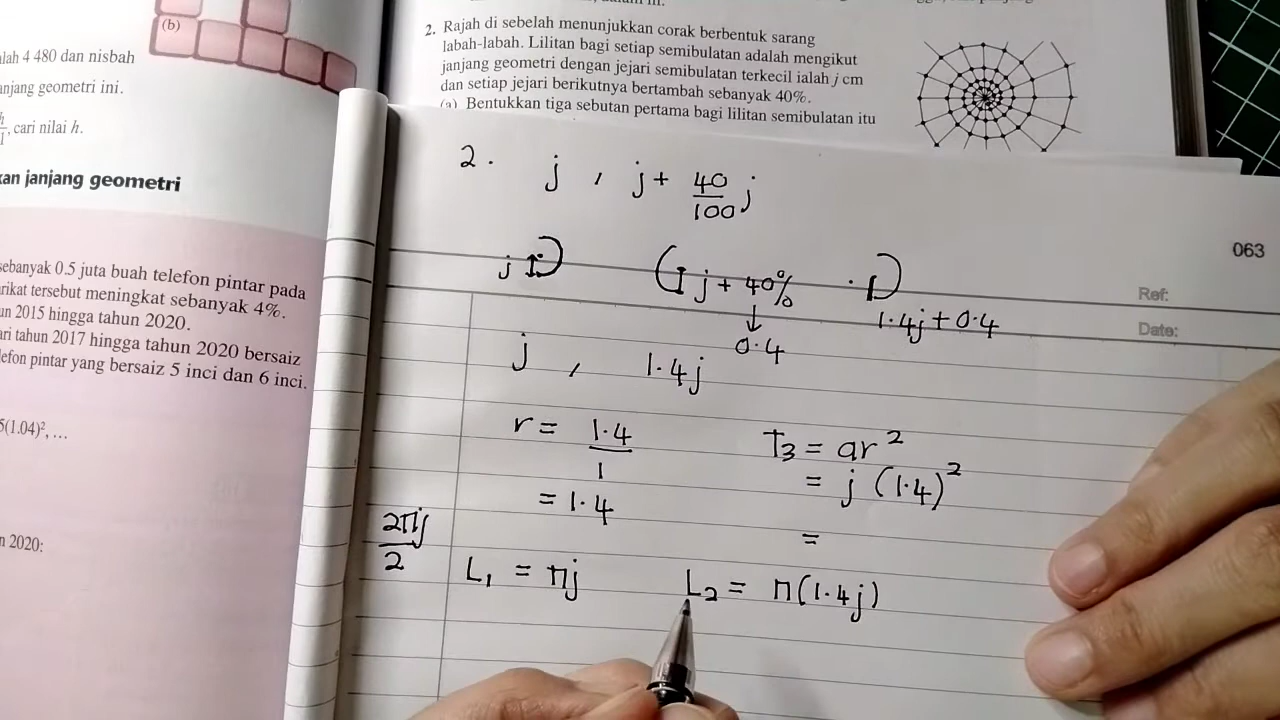 (b)
lah 4 480 dan nisbah
anjang geometri ini.
, cari nilai h.
kan janjang geometri
sebanyak 0.5 juta buah telefon pintar pada
rikat tersebut meningkat sebanyak 4%.
un 2015 hingga tahun 2020.
ari tahun 2017 hingga tahun 2020 bersaiz
lefon pintar yang bersaiz 5 inci dan 6 inci.
5(1.04)², ...
n 2020:
2. Rajah di sebelah menunjukkan corak berbentuk sarang
labah-labah. Lilitan bagi setiap semibulatan adalah mengikut
janjang geometri dengan jejari semibulatan terkecil ialah j cm
dan setiap jejari berikutnya bertambah sebanyak 40%.
(a) Bentukkan tiga sebutan pertama bagi lilitan semibulatan itu
063
Ref:
Date:
2. j , j + 40/100 j
j j + 40% 1.4j + 0.4
↓
0.4
j , 1.4j
r = 1.4/1
= 1.4
T₃ = ar²
= j (1.4)²
=
2πj/2
L₁ = πj L₂ = π(1.4j)